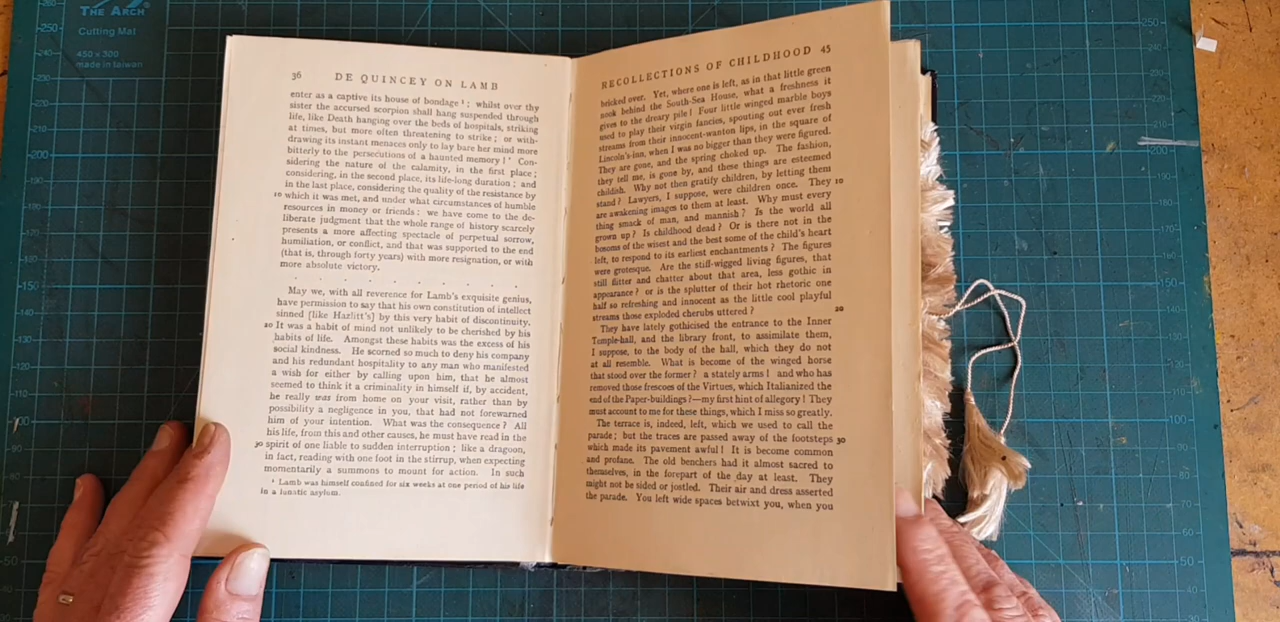 THE ARCH
Cutting Mat
450 x 300
made in taiwan
36 DE QUINCEY ON LAMB
enter as a captive its house of bondage ¹ ; whilst over thy
sister the accursed scorpion shall hang suspended through
life, like Death hanging over the beds of hospitals, striking
at times, but more often threatening to strike ; or with-
drawing its instant menaces only to lay bare her mind more
bitterly to the persecutions of a haunted memory ! ' Con-
sidering the nature of the calamity, in the first place ;
considering, in the second place, its life-long duration ; and
in the last place, considering the quality of the resistance by
10 which it was met, and under what circumstances of humble
resources in money or friends : we have come to the de-
liberate judgment that the whole range of history scarcely
presents a more affecting spectacle of perpetual sorrow,
humiliation, or conflict, and that was supported to the end
(that is, through forty years) with more resignation, or with
more absolute victory.
. . . . . . . .
May we, with all reverence for Lamb's exquisite genius,
have permission to say that his own constitution of intellect
sinned [like Hazlitt's] by this very habit of discontinuity.
20 It was a habit of mind not unlikely to be cherished by his
habits of life. Amongst these habits was the excess of his
social kindness. He scorned so much to deny his company
and his redundant hospitality to any man who manifested
a wish for either by calling upon him, that he almost
seemed to think it a criminality in himself if, by accident,
he really was from home on your visit, rather than by
possibility a negligence in you, that had not forewarned
him of your intention. What was the consequence ? All
his life, from this and other causes, he must have read in the
30 spirit of one liable to sudden interruption ; like a dragoon,
in fact, reading with one foot in the stirrup, when expecting
momentarily a summons to mount for action. In such
¹ Lamb was himself confined for six weeks at one period of his life
in a lunatic asylum.
RECOLLECTIONS OF CHILDHOOD 45
bricked over. Yet, where one is left, as in that little green
nook behind the South-Sea House, what a freshness it
gives to the dreary pile ! Four little winged marble boys
used to play their virgin fancies, spouting out ever fresh
streams from their innocent-wanton lips, in the square of
Lincoln's-inn, when I was no bigger than they were figured.
They are gone, and the spring choked up. The fashion,
they tell me, is gone by, and these things are esteemed
childish. Why not then gratify children, by letting them
stand ? Lawyers, I suppose, were children once. They 10
are awakening images to them at least. Why must every
thing smack of man, and mannish ? Is the world all
grown up ? Is childhood dead ? Or is there not in the
bosoms of the wisest and the best some of the child's heart
left, to respond to its earliest enchantments ? The figures
were grotesque. Are the stiff-wigged living figures, that
still flitter and chatter about that area, less gothic in
appearance ? or is the splutter of their hot rhetoric one
half so refreshing and innocent as the little cool playful
streams those exploded cherubs uttered ? 20
They have lately gothicised the entrance to the Inner
Temple-hall, and the library front, to assimilate them,
I suppose, to the body of the hall, which they do not
at all resemble. What is become of the winged horse
that stood over the former ? a stately arms ! and who has
removed those frescoes of the Virtues, which Italianized the
end of the Paper-buildings ?—my first hint of allegory ! They
must account to me for these things, which I miss so greatly.
The terrace is, indeed, left, which we used to call the
parade ; but the traces are passed away of the footsteps 30
which made its pavement awful ! It is become common
and profane. The old benchers had it almost sacred to
themselves, in the forepart of the day at least. They
might not be sided or jostled. Their air and dress asserted
the parade. You left wide spaces betwixt you, when you